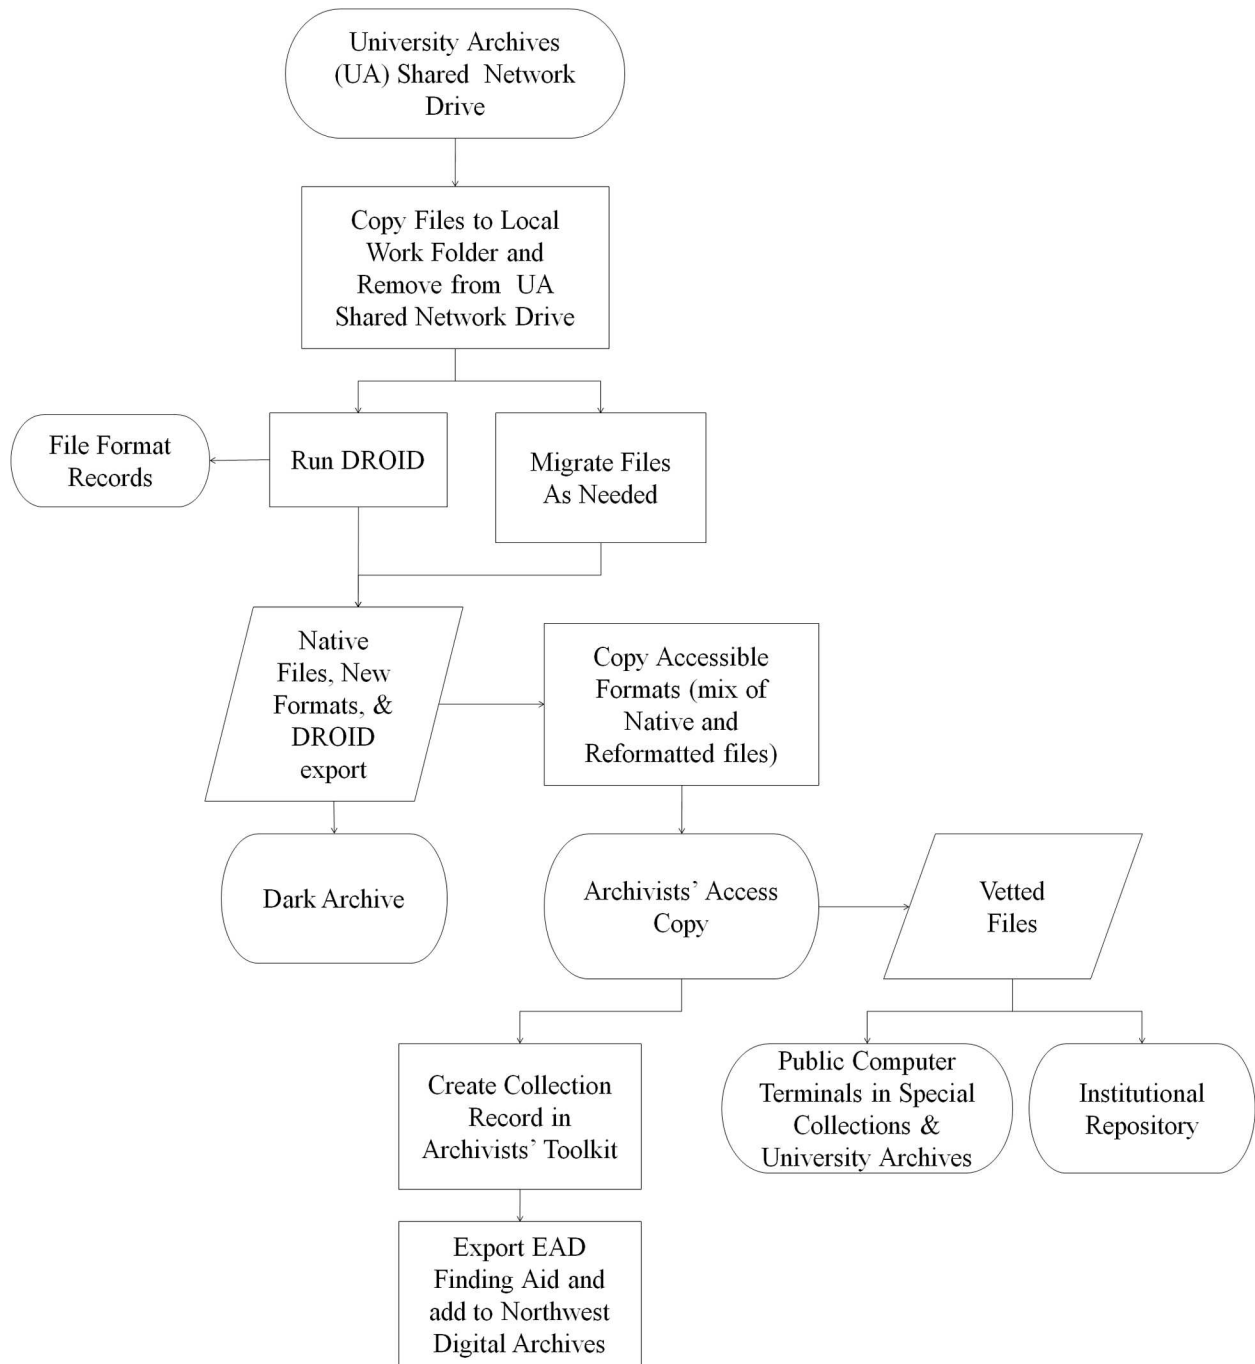 University Archives
(UA) Shared Network
Drive
Copy Files to Local
Work Folder and
Remove from UA
Shared Network Drive
File Format
Records
Run DROID
Migrate Files
As Needed
Native
Files, New
Formats, &
DROID
export
Copy Accessible
Formats (mix of
Native and
Reformatted files)
Dark Archive
Archivists’ Access
Copy
Vetted
Files
Create Collection
Record in
Archivists’ Toolkit
Public Computer
Terminals in Special
Collections &
University Archives
Institutional
Repository
Export EAD
Finding Aid and
add to Northwest
Digital Archives